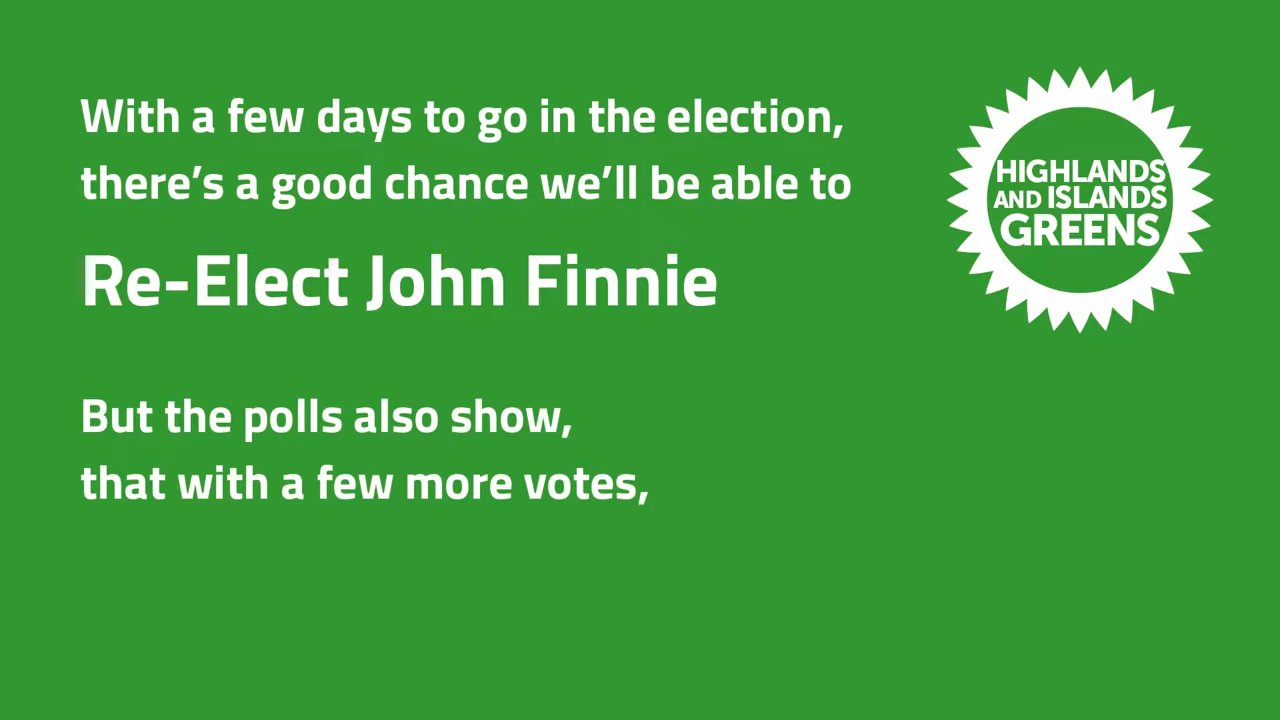 With a few days to go in the election,
there’s a good chance we’ll be able to
Re-Elect John Finnie
But the polls also show,
that with a few more votes,
HIGHLANDS
AND ISLANDS
GREENS